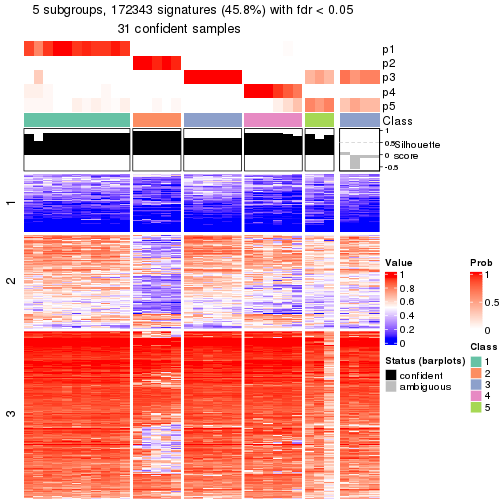 5 subgroups, 172343 signatures (45.8%) with fdr < 0.05
31 confident samples
p1
p2
p3
p4
p5
Class
1
0.5
0
-0.5
Silhouette
score
1
2
3
Value
1
0.8
0.6
0.4
0.2
0
Prob
1
0.5
0
Status (barplots)
confident
ambiguous
Class
1
2
3
4
5